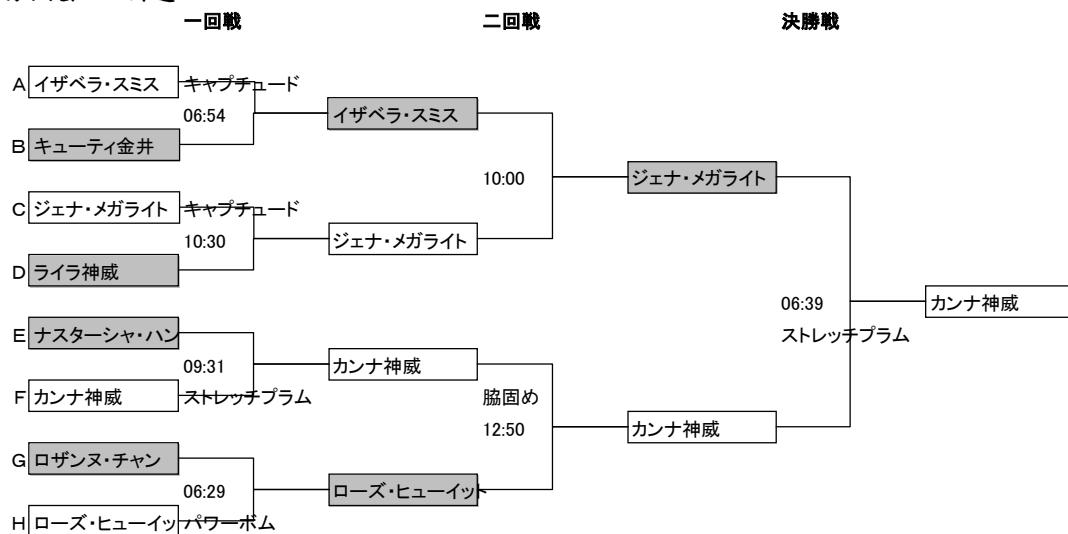 一回戦 二回戦 決勝戦
A イザベラ・スミス キャプチュード
06:54 イザベラ・スミス
B キューティ金井
10:00 ジェナ・メガライト
C ジェナ・メガライト キャプチュード
10:30 ジェナ・メガライト
D ライラ神威
06:39 カンナ神威
E ナスターシャ・ハン ストレッチプラム
09:31 カンナ神威
F カンナ神威 ストレッチプラム 脇固め
12:50 カンナ神威
G ロザンヌ・チャン
06:29 ローズ・ヒューイット
H ローズ・ヒューイッ パワーボム